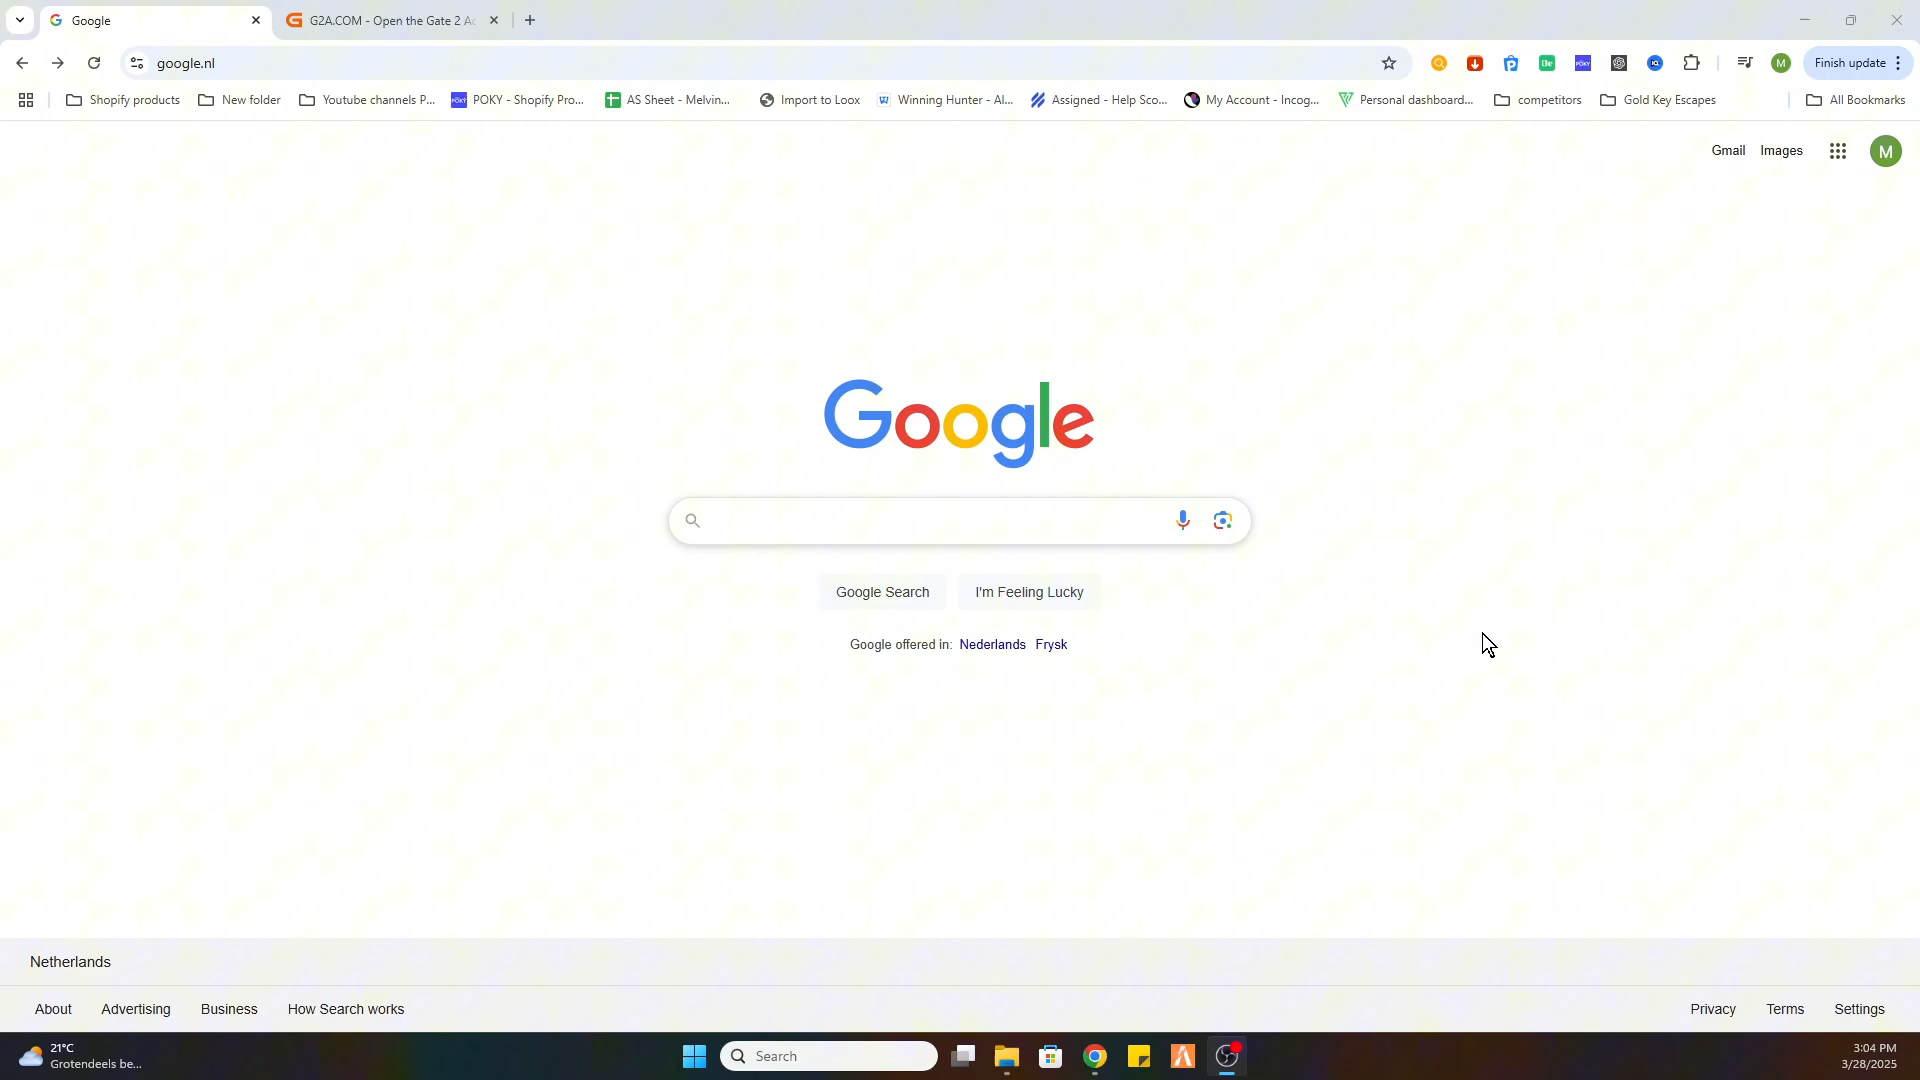 Google
G2A.COM - Open the Gate 2 Ac
google.nl
Finish update
Shopify products
New folder
Youtube channels P...
POKY - Shopify Pro...
AS Sheet - Melvin...
Import to Loox
Winning Hunter - AI...
Assigned - Help Sco...
My Account - Incog...
Personal dashboard...
competitors
Gold Key Escapes
All Bookmarks
Gmail Images
M
Google
Google Search I'm Feeling Lucky
Google offered in: Nederlands Frysk
Netherlands
About Advertising Business How Search works Privacy Terms Settings
21°C
Grotendeels be...
Search
3:04 PM
3/28/2025